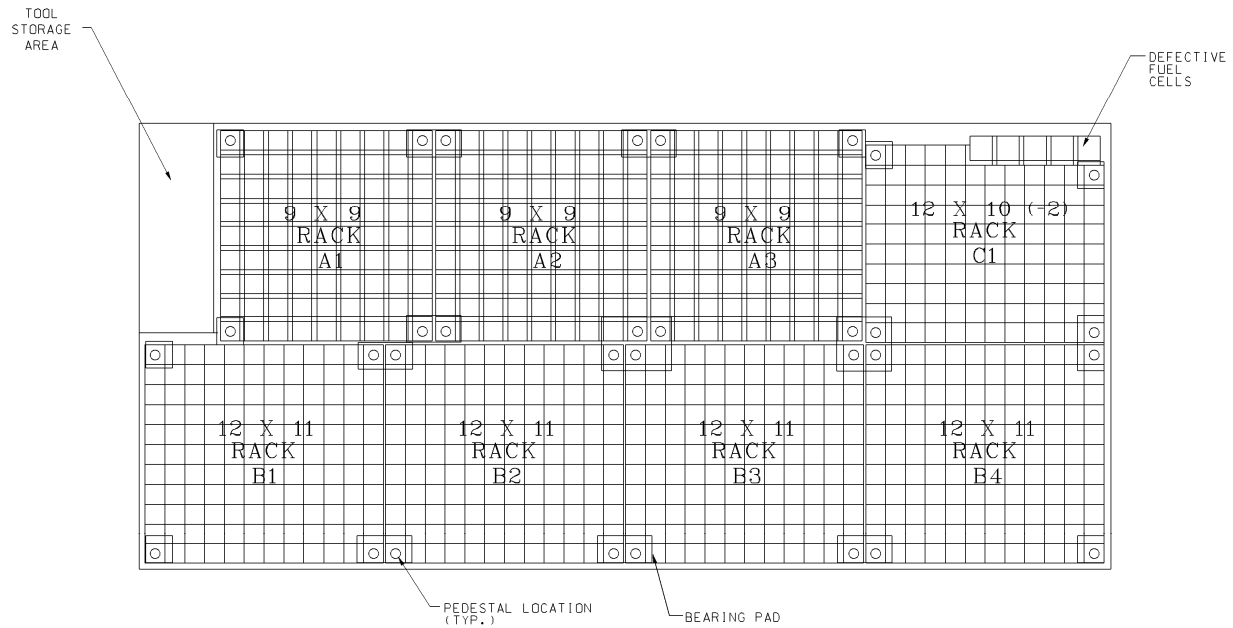 TOOL
STORAGE
AREA
DEFECTIVE
FUEL
CELLS
9 X 9
RACK
A1
9 X 9
RACK
A2
9 X 9
RACK
A3
12 X 10 (-2)
RACK
C1
12 X 11
RACK
B1
12 X 11
RACK
B2
12 X 11
RACK
B3
12 X 11
RACK
B4
PEDESTAL LOCATION
(TYP.)
BEARING PAD